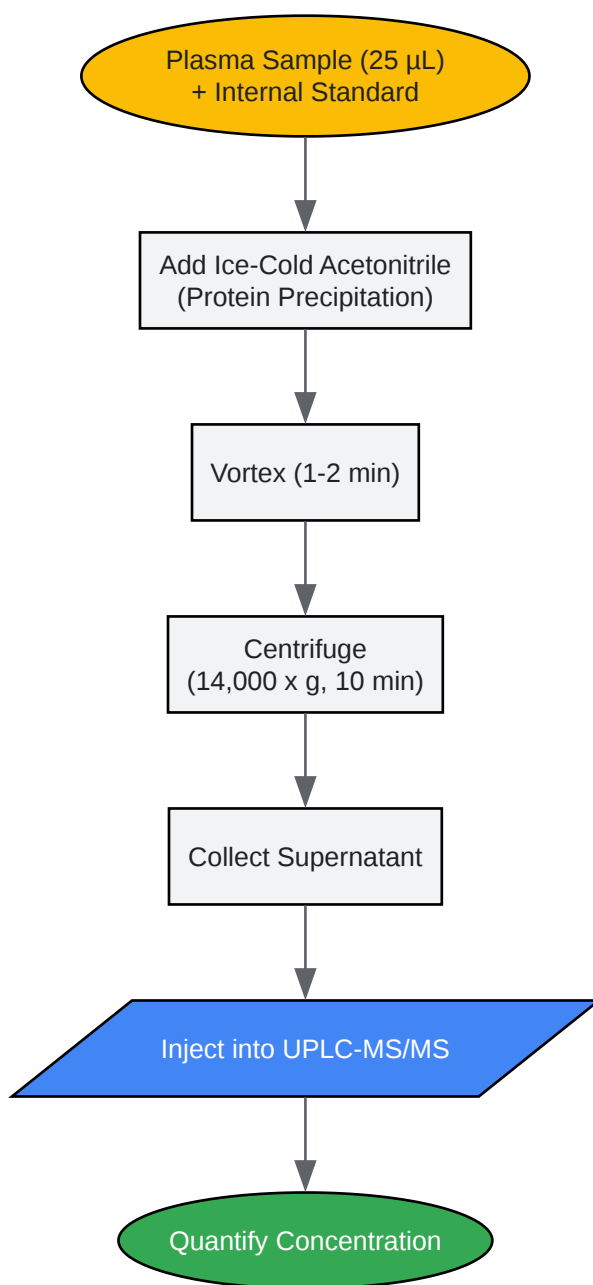 Plasma Sample (25 µL)
+ Internal Standard
Add Ice-Cold Acetonitrile
(Protein Precipitation)
Vortex (1-2 min)
Centrifuge
(14,000 x g, 10 min)
Collect Supernatant
Inject into UPLC-MS/MS
Quantify Concentration